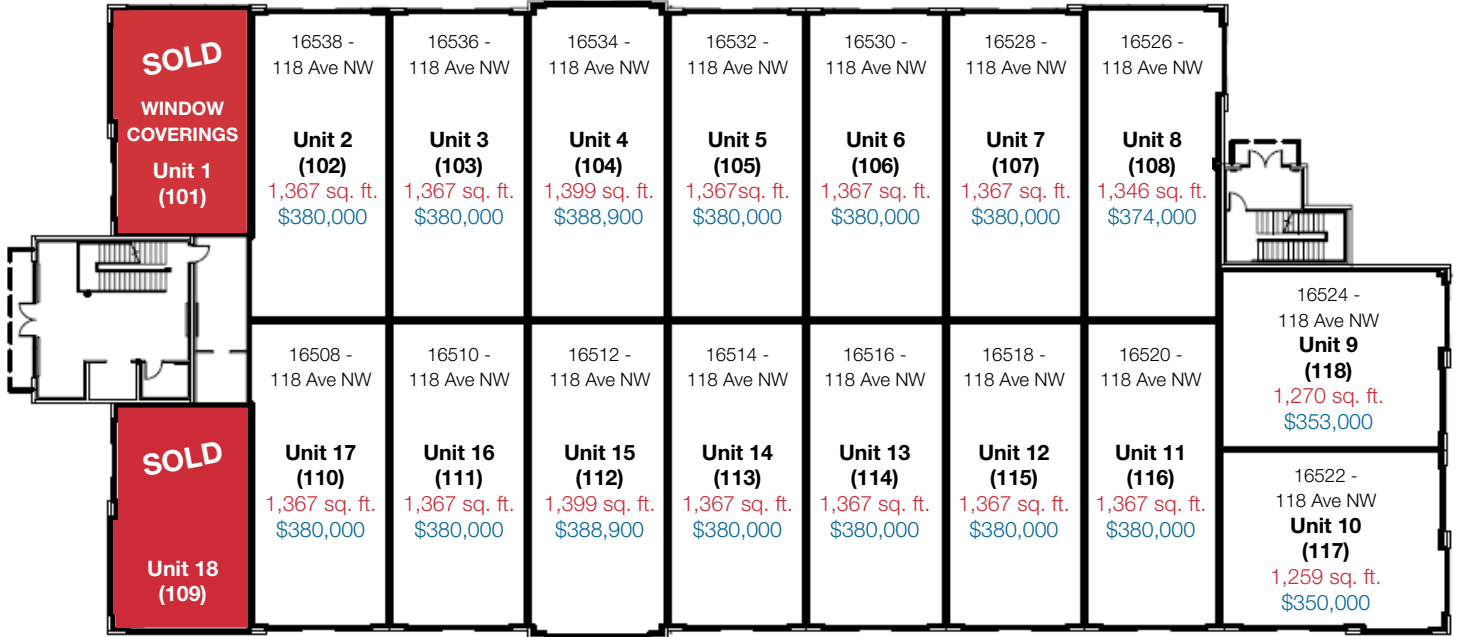 SOLD
WINDOW
COVERINGS
Unit 1
(101)
16538 -
118 Ave NW
Unit 2
(102)
1,367 sq. ft.
$380,000
16536 -
118 Ave NW
Unit 3
(103)
1,367 sq. ft.
$380,000
16534 -
118 Ave NW
Unit 4
(104)
1,399 sq. ft.
$388,900
16532 -
118 Ave NW
Unit 5
(105)
1,367sq. ft.
$380,000
16530 -
118 Ave NW
Unit 6
(106)
1,367 sq. ft.
$380,000
16528 -
118 Ave NW
Unit 7
(107)
1,367 sq. ft.
$380,000
16526 -
118 Ave NW
Unit 8
(108)
1,346 sq. ft.
$374,000
16524 -
118 Ave NW
Unit 9
(118)
1,270 sq. ft.
$353,000
SOLD
Unit 18
(109)
16508 -
118 Ave NW
Unit 17
(110)
1,367 sq. ft.
$380,000
16510 -
118 Ave NW
Unit 16
(111)
1,367 sq. ft.
$380,000
16512 -
118 Ave NW
Unit 15
(112)
1,399 sq. ft.
$388,900
16514 -
118 Ave NW
Unit 14
(113)
1,367 sq. ft.
$380,000
16516 -
118 Ave NW
Unit 13
(114)
1,367 sq. ft.
$380,000
16518 -
118 Ave NW
Unit 12
(115)
1,367 sq. ft.
$380,000
16520 -
118 Ave NW
Unit 11
(116)
1,367 sq. ft.
$380,000
16522 -
118 Ave NW
Unit 10
(117)
1,259 sq. ft.
$350,000